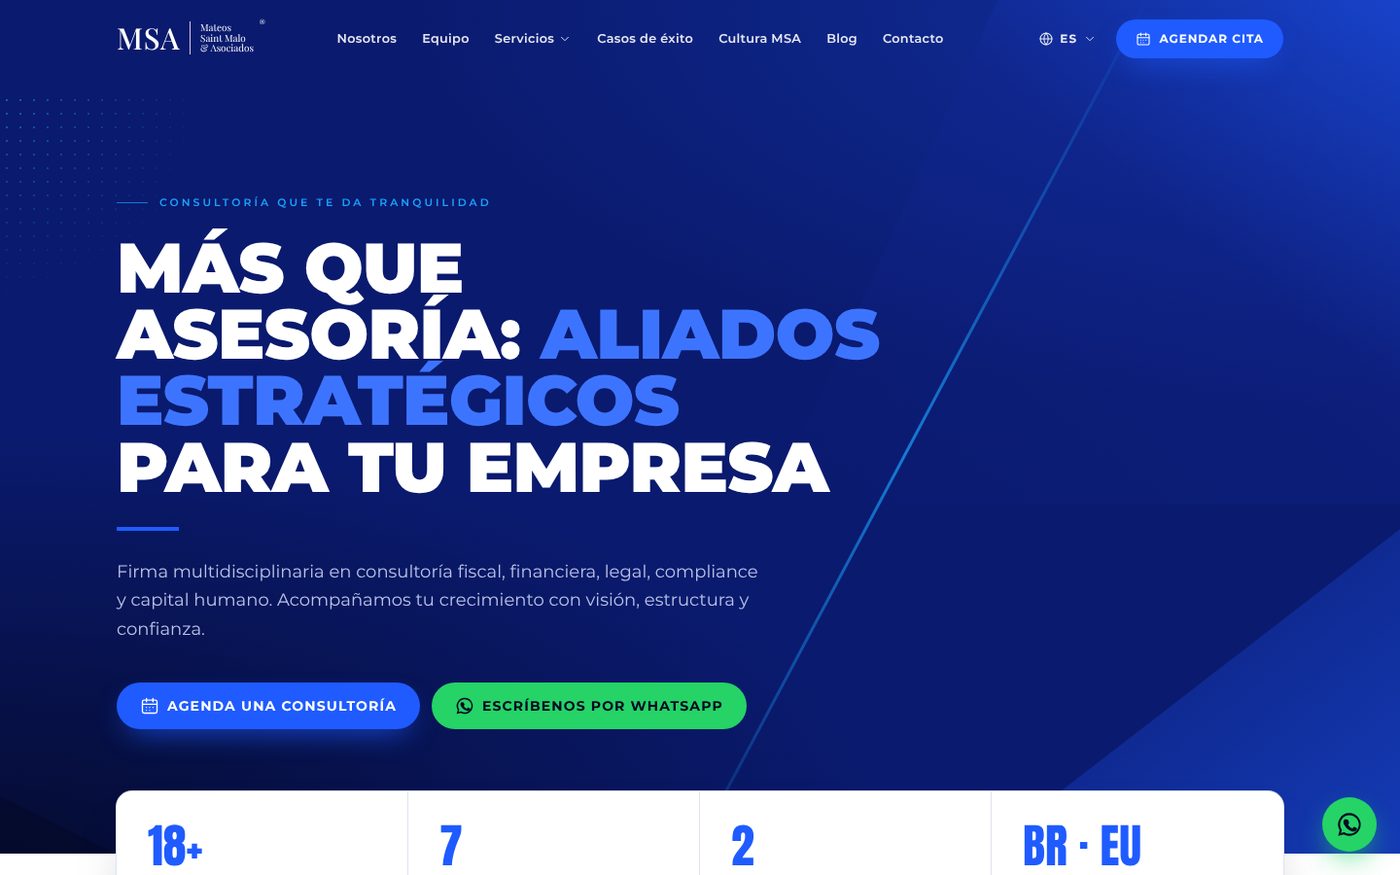 MSA
Mateos
Saint Malo
& Asociados
®
Nosotros
Equipo
Servicios
Casos de éxito
Cultura MSA
Blog
Contacto
ES
AGENDAR CITA
CONSULTORÍA QUE TE DA TRANQUILIDAD
MÁS QUE
ASESORÍA: ALIADOS
ESTRATÉGICOS
PARA TU EMPRESA
Firma multidisciplinaria en consultoría fiscal, financiera, legal, compliance
y capital humano. Acompañamos tu crecimiento con visión, estructura y
confianza.
AGENDA UNA CONSULTORÍA
ESCRÍBENOS POR WHATSAPP
18+
7
2
BR · EU